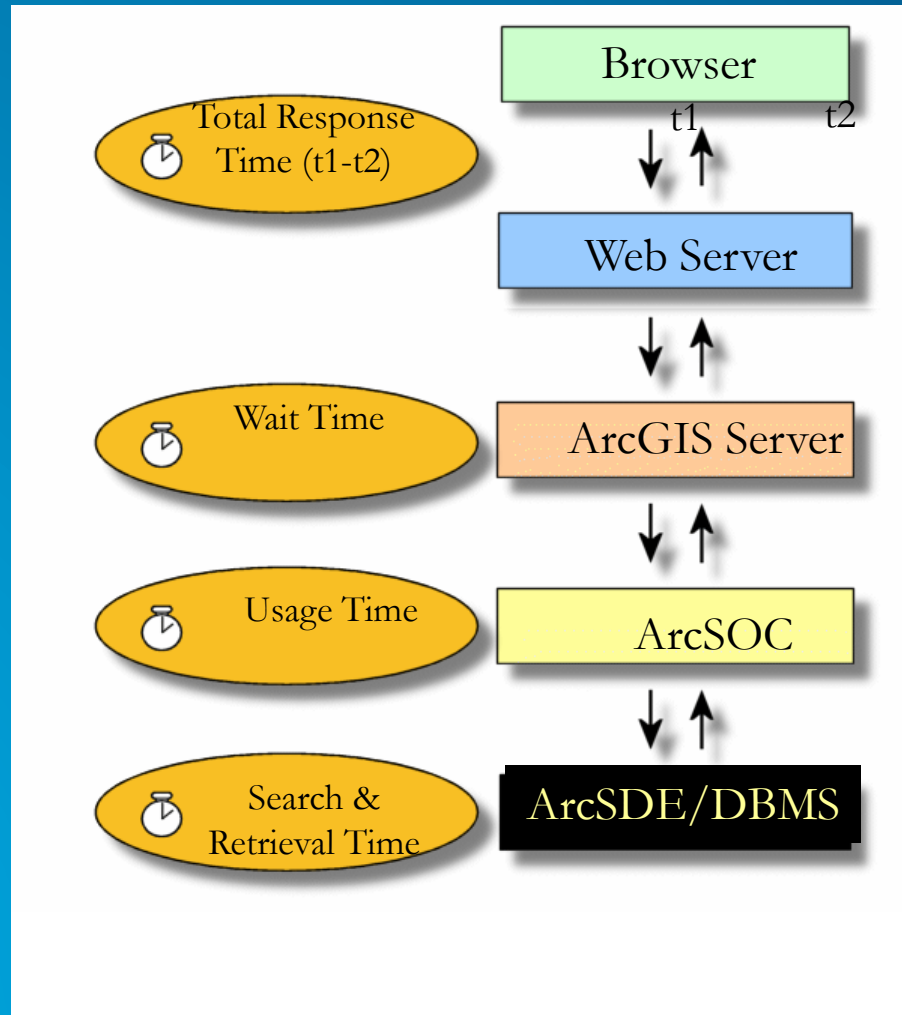 Browser
t1
t2
Total Response
Time (t1-t2)
Web Server
Wait Time
ArcGIS Server
Usage Time
ArcSOC
Search &
Retrieval Time
ArcSDE/DBMS